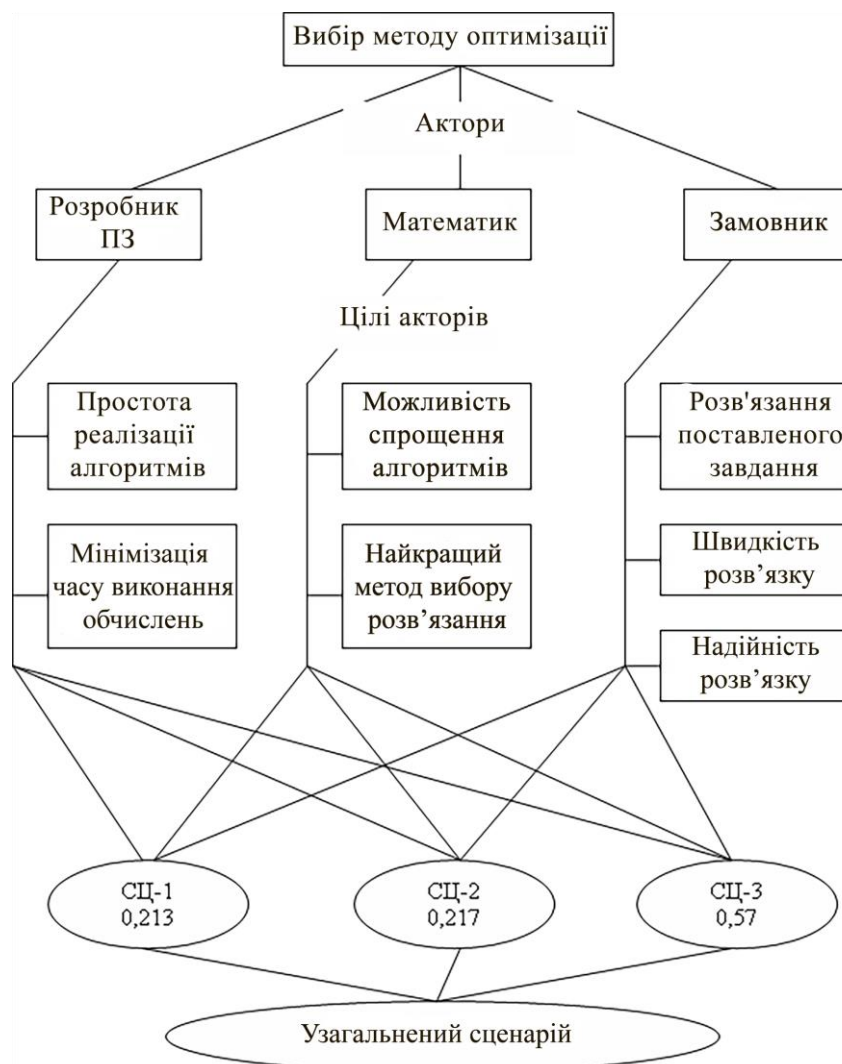 Вибір методу оптимізації
Актори
Розробник
ПЗ
Математик
Замовник
Цілі акторів
Простота
реалізації
алгоритмів
Можливість
спрощення
алгоритмів
Розв'язання
поставленого
завдання
Мінімізація
часу виконання
обчислень
Найкращий
метод вибору
розв’язання
Швидкість
розв’язку
Надійність
розв’язку
СЦ-1
0,213
СЦ-2
0,217
СЦ-3
0,57
Узагальнений сценарій